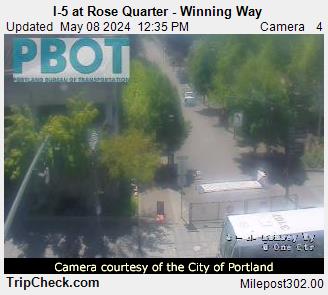 I-5 at Rose Quarter - Winning Way
Updated May 08 2024 12:35 PM Camera 4
PBOT
PORTLAND BUREAU OF TRANSPORTATION
Camera courtesy of the City of Portland
TripCheck.com Milepost302.00